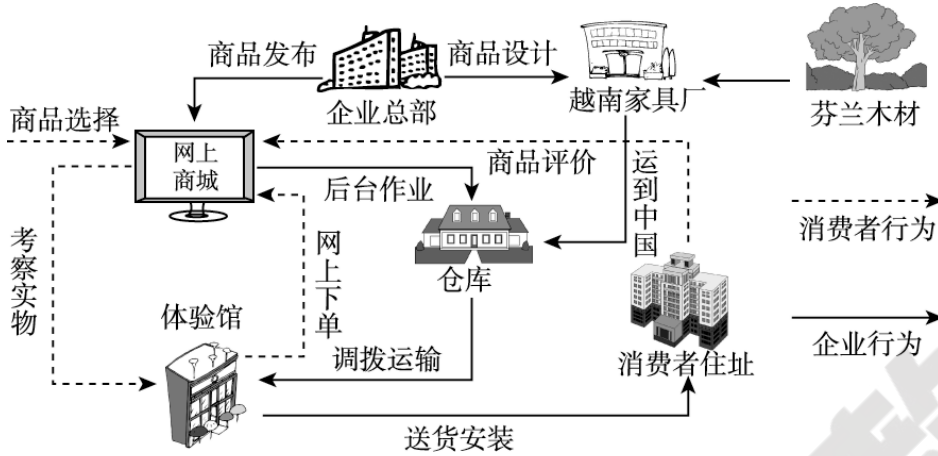 商品发布
商品设计
企业总部
越南家具厂
芬兰木材
商品选择
网上
商城
商品评价
后台作业
运到中国
消费者行为
考察实物
网上下单
仓库
体验馆
调拨运输
消费者住址
企业行为
送货安装